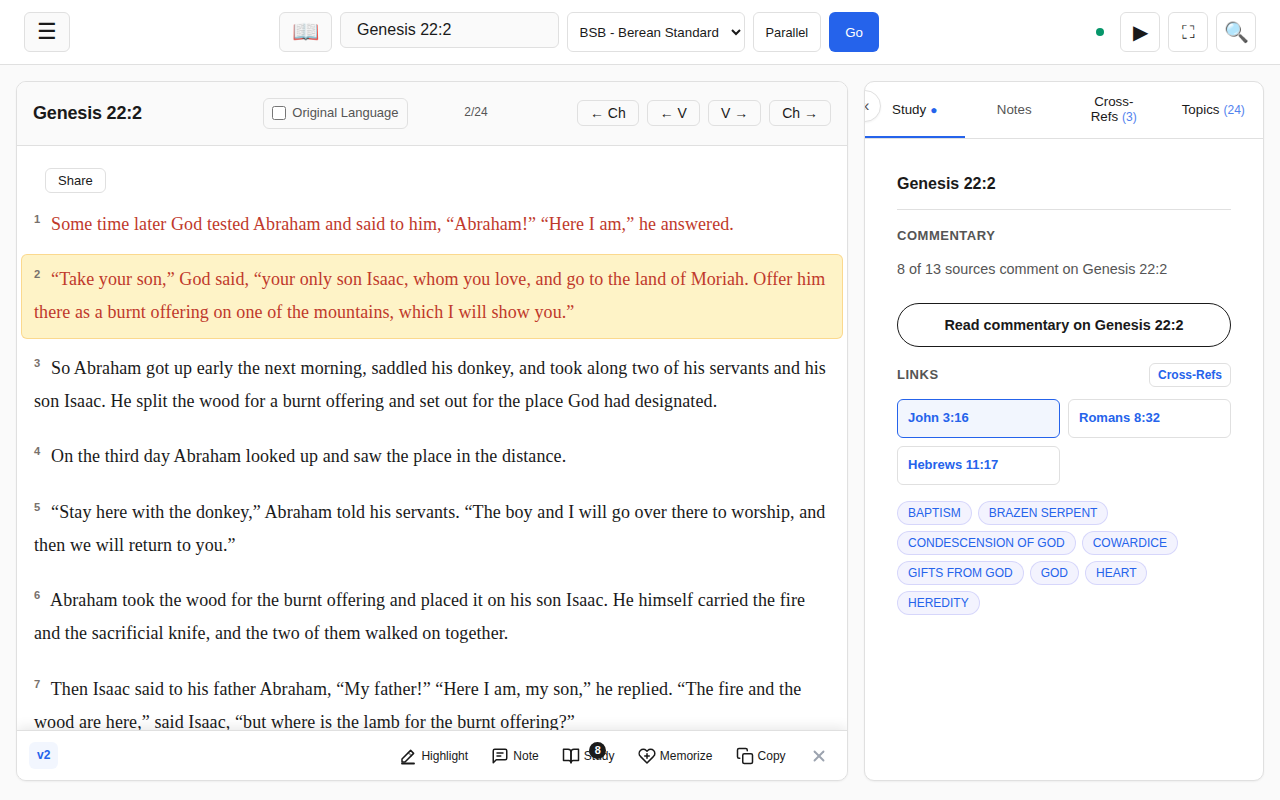 ☰
📖
Genesis 22:2
BSB - Berean Standard
Parallel
Go
▶
Genesis 22:2
Original Language
2/24
← Ch
← V
V →
Ch →
Share
1 Some time later God tested Abraham and said to him, “Abraham!” “Here I am,” he answered.
2 “Take your son,” God said, “your only son Isaac, whom you love, and go to the land of Moriah. Offer him
there as a burnt offering on one of the mountains, which I will show you.”
3 So Abraham got up early the next morning, saddled his donkey, and took along two of his servants and his
son Isaac. He split the wood for a burnt offering and set out for the place God had designated.
4 On the third day Abraham looked up and saw the place in the distance.
5 “Stay here with the donkey,” Abraham told his servants. “The boy and I will go over there to worship, and
then we will return to you.”
6 Abraham took the wood for the burnt offering and placed it on his son Isaac. He himself carried the fire
and the sacrificial knife, and the two of them walked on together.
7 Then Isaac said to his father Abraham, “My father!” “Here I am, my son,” he replied. “The fire and the
wood are here,” said Isaac, “but where is the lamb for the burnt offering?”
v2
Highlight
Note
8
Copy
Memorize
‹
Study ●
Notes
Cross-
Refs (3)
Topics (24)
Genesis 22:2
COMMENTARY
8 of 13 sources comment on Genesis 22:2
Read commentary on Genesis 22:2
LINKS
Cross-Refs
John 3:16
Romans 8:32
Hebrews 11:17
BAPTISM
BRAZEN SERPENT
CONDESCENSION OF GOD
COWARDICE
GIFTS FROM GOD
GOD
HEART
HEREDITY